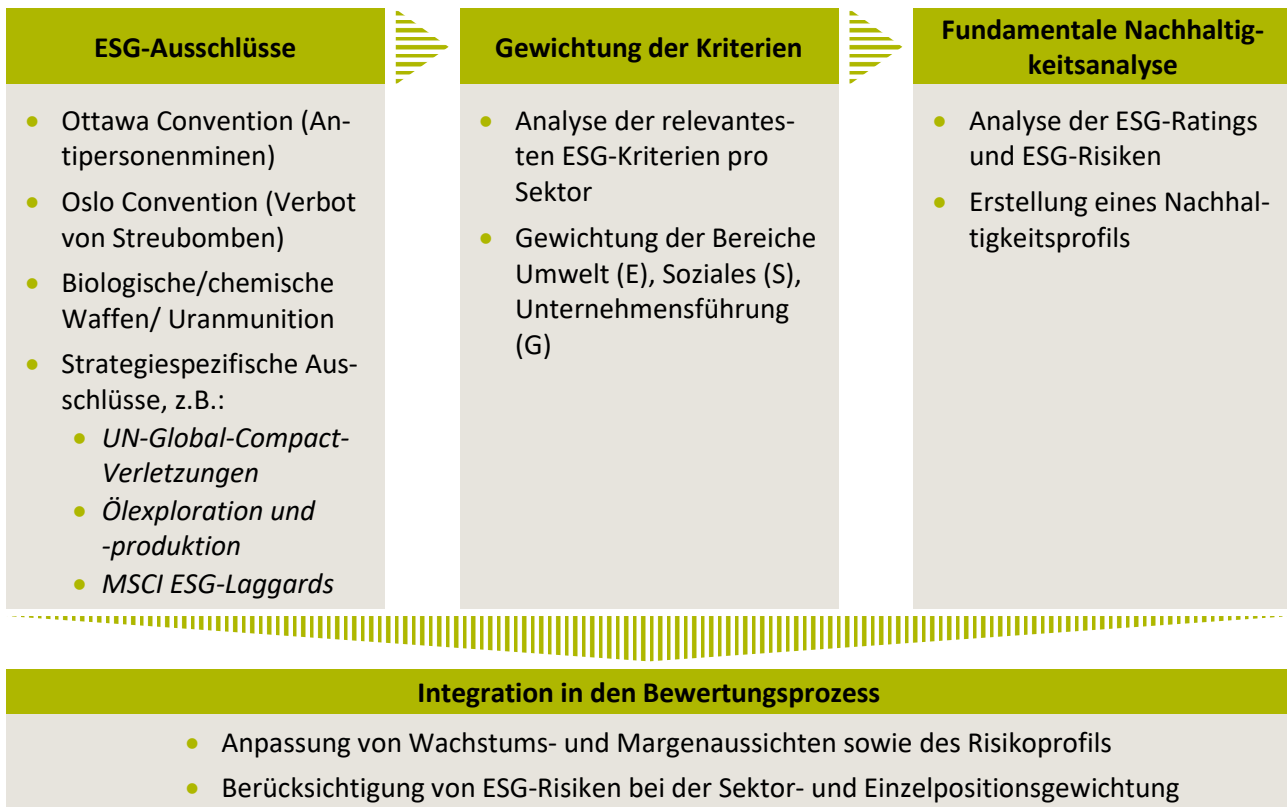 ESG-Ausschlüsse
Ottawa Convention (An-
tipersonenminen)
Oslo Convention (Verbot
von Streubomben)
Biologische/chemische
Waffen/ Uranmunition
Strategiespezifische Aus-
schlüsse, z.B.:
UN-Global-Compact-
Verletzungen
Ölexploration und
-produktion
MSCI ESG-Laggards
Gewichtung der Kriterien
Analyse der relevantes-
ten ESG-Kriterien pro
Sektor
Gewichtung der Bereiche
Umwelt (E), Soziales (S),
Unternehmensführung
(G)
Fundamentale Nachhaltig-
keitsanalyse
Analyse der ESG-Ratings
und ESG-Risiken
Erstellung eines Nachhal-
tigkeitsprofils
Integration in den Bewertungsprozess
Anpassung von Wachstums- und Margenaussichten sowie des Risikoprofils
Berücksichtigung von ESG-Risiken bei der Sektor- und Einzelpositionsgewichtung